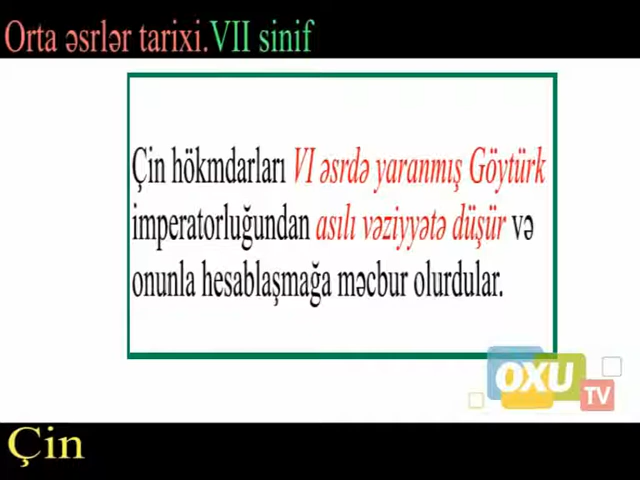 Orta əsrlər tarixi.VII sinif
Çin hökmdarları VI əsrdə yaranmış Göytürk
imperatorluğundan asılı vəziyyətə düşür və
onunla hesablaşmağa məcbur olurdular.
OXU
TV
Çin